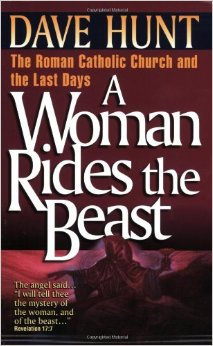 DAVE HUNT
The Roman Catholic Church and
the Last Days
A
Woman
Rides the
Beast
The angel said...
"I will tell thee
the mystery of
the woman, and
of the beast..."
Revelation 17:7